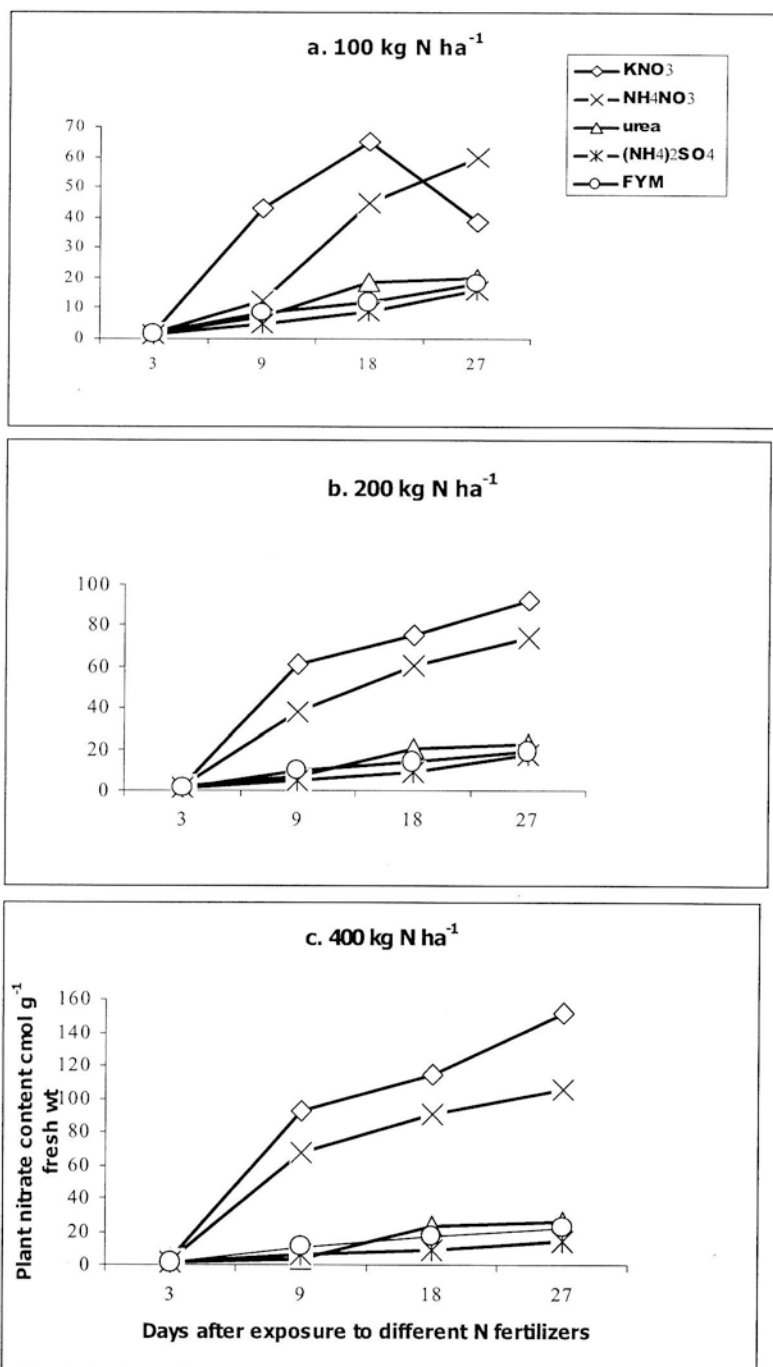 a. 100 kg N ha-1
KNO3
NH4NO3
urea
(NH4)2SO4
FYM
70
60
50
40
30
20
10
0
3 9 18 27
b. 200 kg N ha-1
100
80
60
40
20
0
3 9 18 27
c. 400 kg N ha-1
Plant nitrate content cmol g-1
fresh wt
160
140
120
100
80
60
40
20
0
3 9 18 27
Days after exposure to different N fertilizers